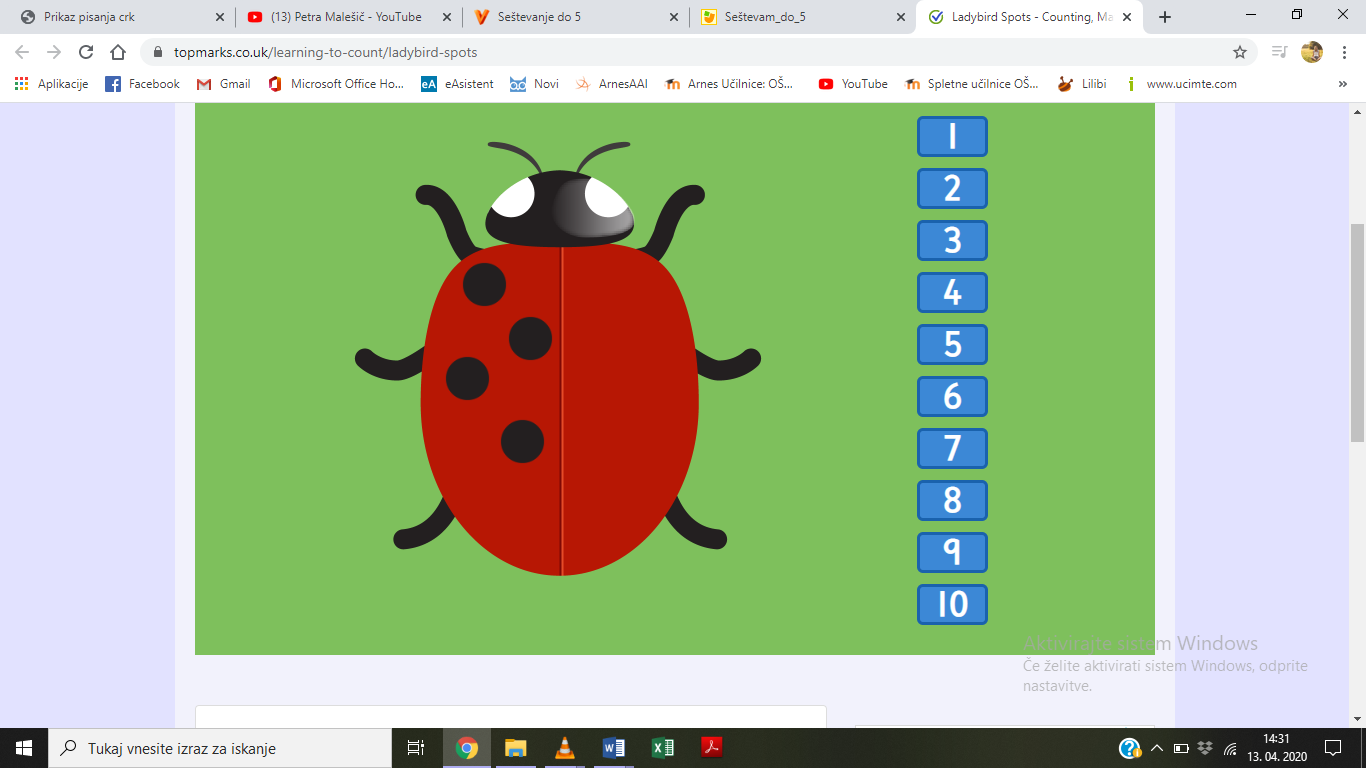 Prikaz pisanja crk
(13) Petra Malešič - YouTube
Seštevanje do 5
Seštevam_do_5
Ladybird Spots - Counting, Ma
topmarks.co.uk/learning-to-count/ladybird-spots
Aplikacije Facebook Gmail Microsoft Office Ho... eAsistent Novi ArnesAAI Arnes Učilnice: OŠ... YouTube Spletne učilnice OŠ... Lilibi www.ucimte.com »
1
2
3
4
5
6
7
8
9
10
Aktivirajte sistem Windows
Če želite aktivirati sistem Windows, odprite
nastavitve.
Tukaj vnesite izraz za iskanje
14:31
13. 04. 2020